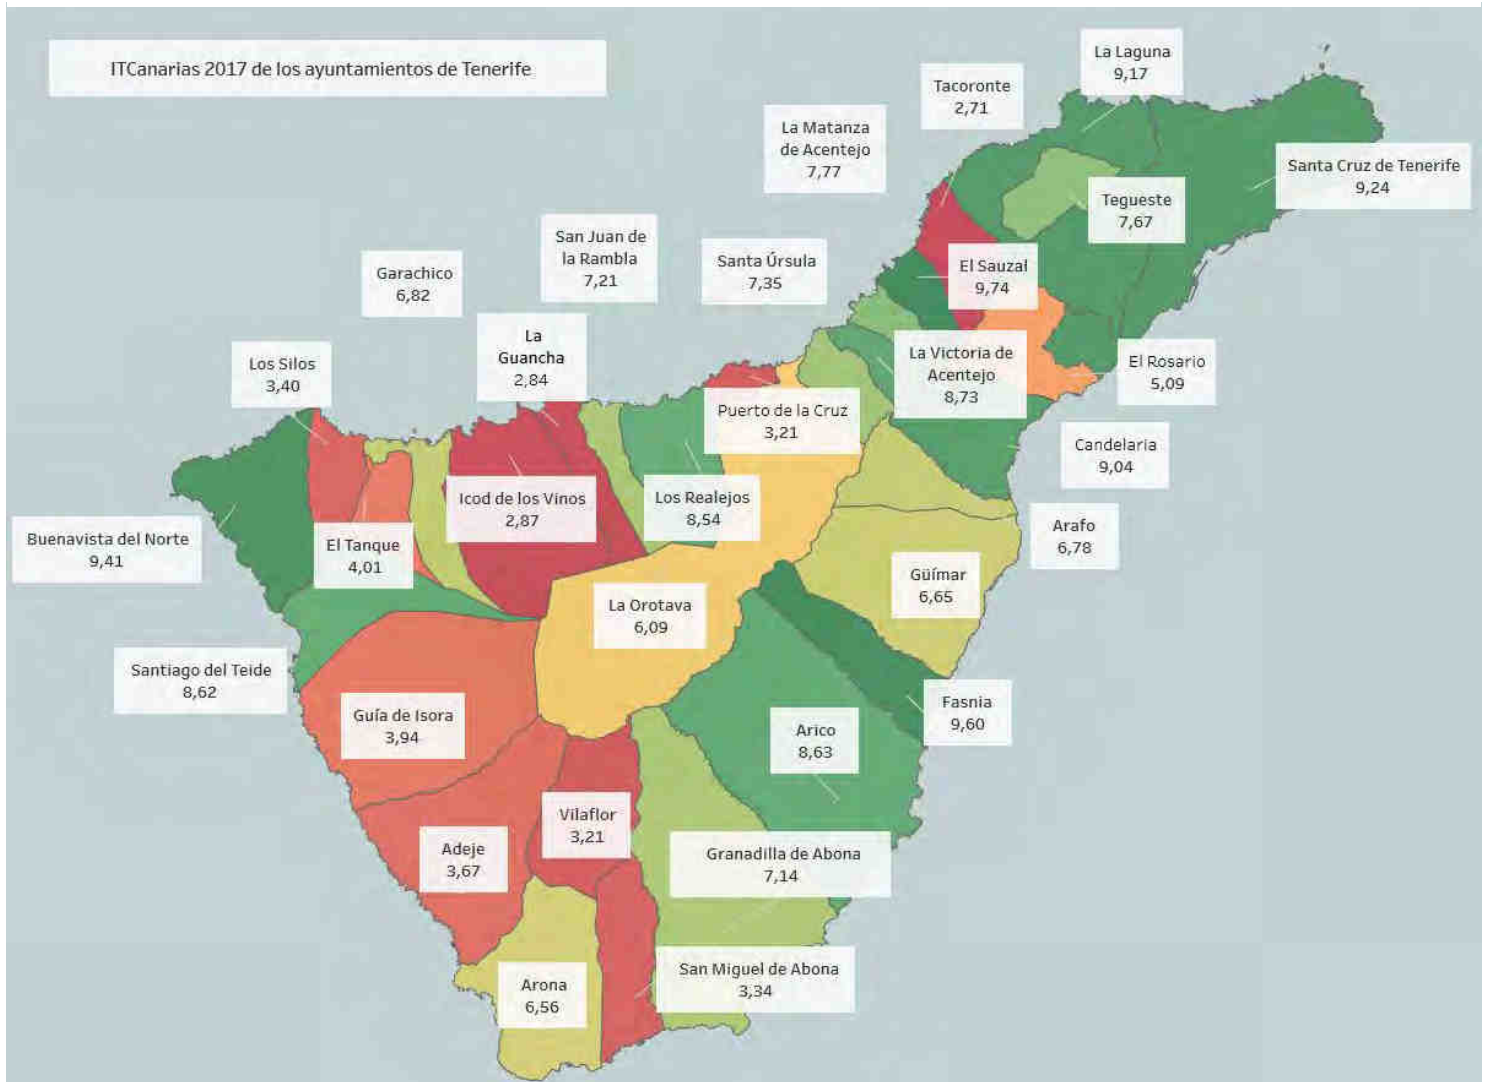 ITCanarias 2017 de los ayuntamientos de Tenerife
La Laguna
9,17
Tacoronte
2,71
La Matanza
de Acentejo
7,77
Santa Cruz de Tenerife
9,24
Tegueste
7,67
San Juan de
la Rambla
7,21
Santa Úrsula
7,35
El Sauzal
9,74
Garachico
6,82
La
Guancha
2,84
Los Silos
3,40
La Victoria de
Acentejo
8,73
El Rosario
5,09
Puerto de la Cruz
3,21
Candelaria
9,04
Icod de los Vinos
2,87
Los Realejos
8,54
Buenavista del Norte
9,41
El Tanque
4,01
Arafo
6,78
Güímar
6,65
La Orotava
6,09
Santiago del Teide
8,62
Guía de Isora
3,94
Fasnia
9,60
Arico
8,63
Vilaflor
3,21
Adeje
3,67
Granadilla de Abona
7,14
San Miguel de Abona
3,34
Arona
6,56